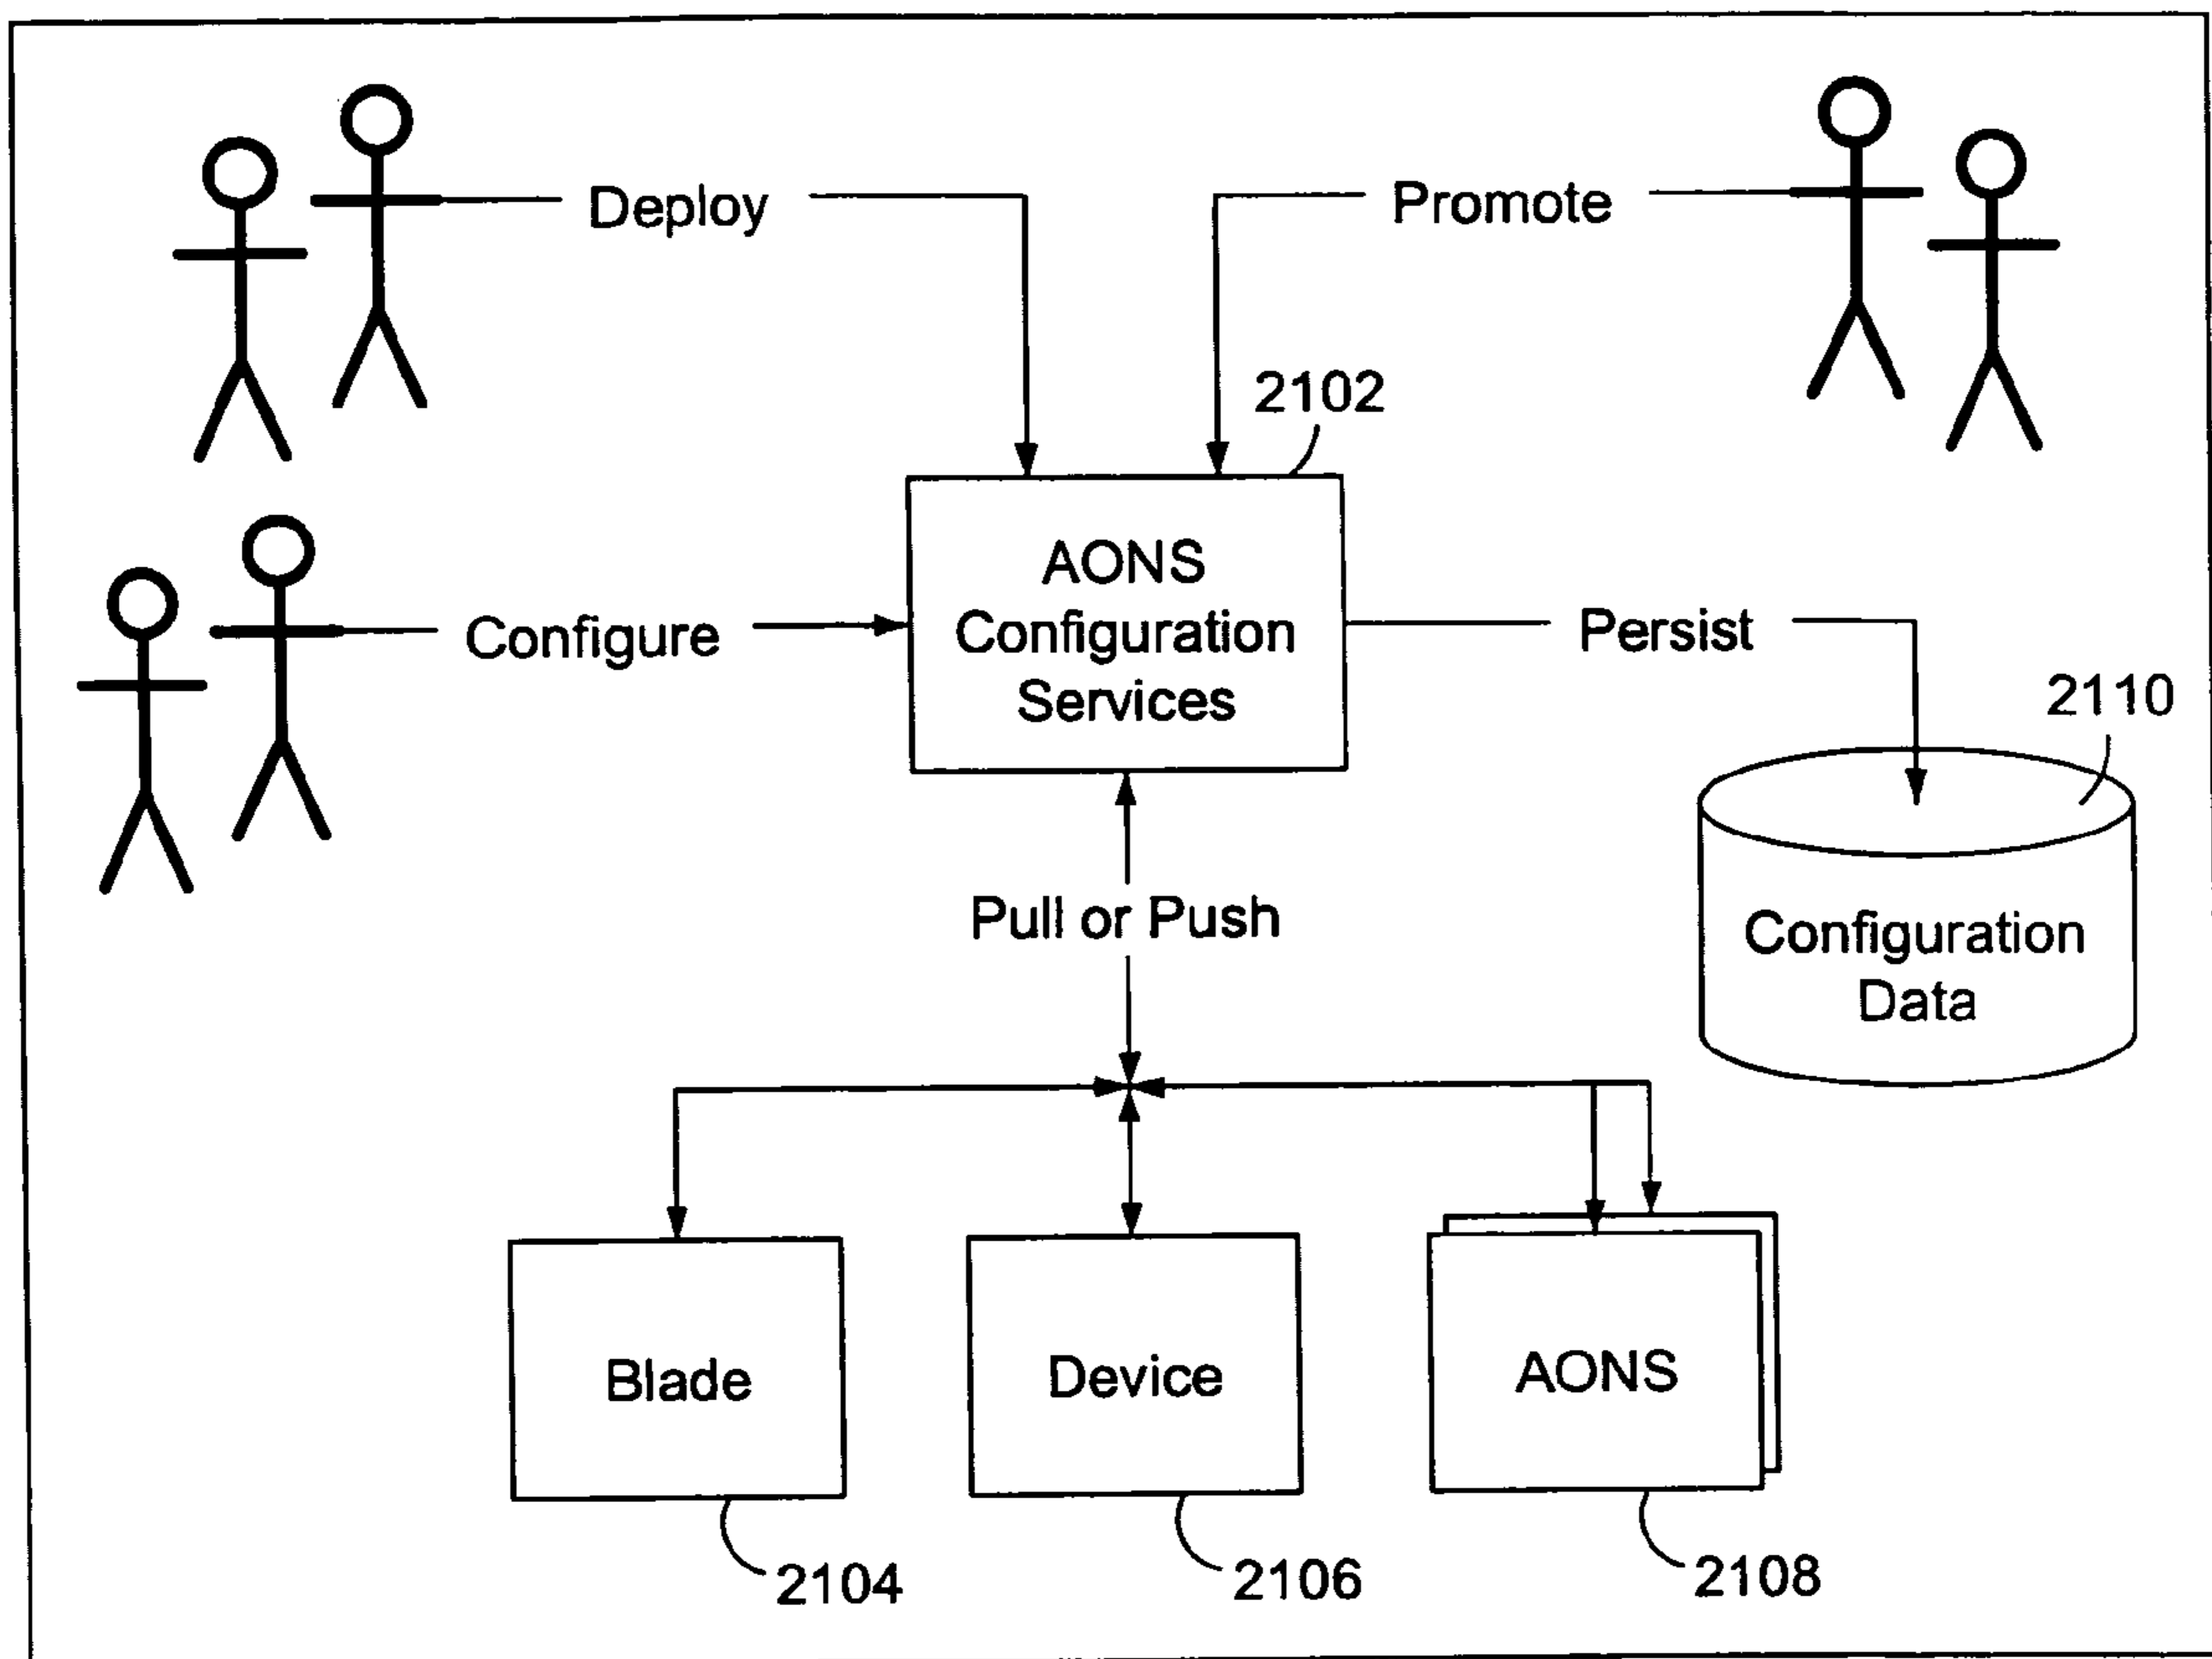 Deploy
Promote
2102
AONS
Configuration
Services
Configure
Persist
2110
Pull or Push
Configuration
Data
Blade
Device
AONS
2104
2106
2108